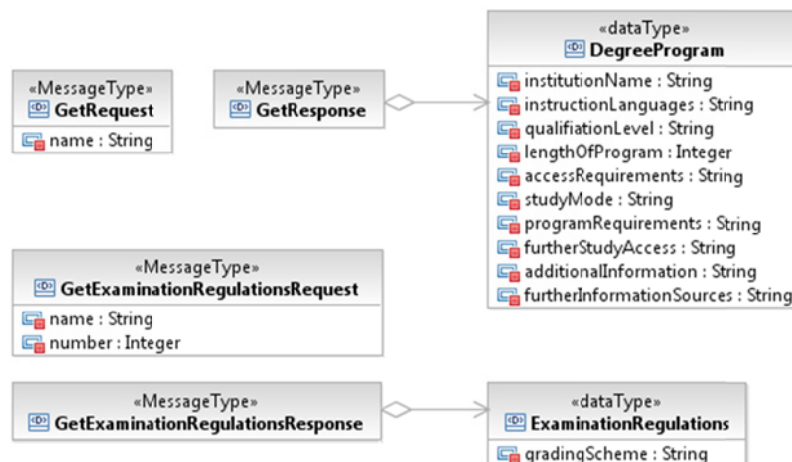 «MessageType»
GetRequest
name : String
«MessageType»
GetResponse
«dataType»
DegreeProgram
institutionName : String
instructionLanguages : String
qualifiationLevel : String
lengthOfProgram : Integer
accessRequirements : String
studyMode : String
programRequirements : String
furtherStudyAccess : String
additionalInformation : String
furtherInformationSources : String
«MessageType»
GetExaminationRegulationsRequest
name : String
number : Integer
«MessageType»
GetExaminationRegulationsResponse
«dataType»
ExaminationRegulations
gradingScheme : String